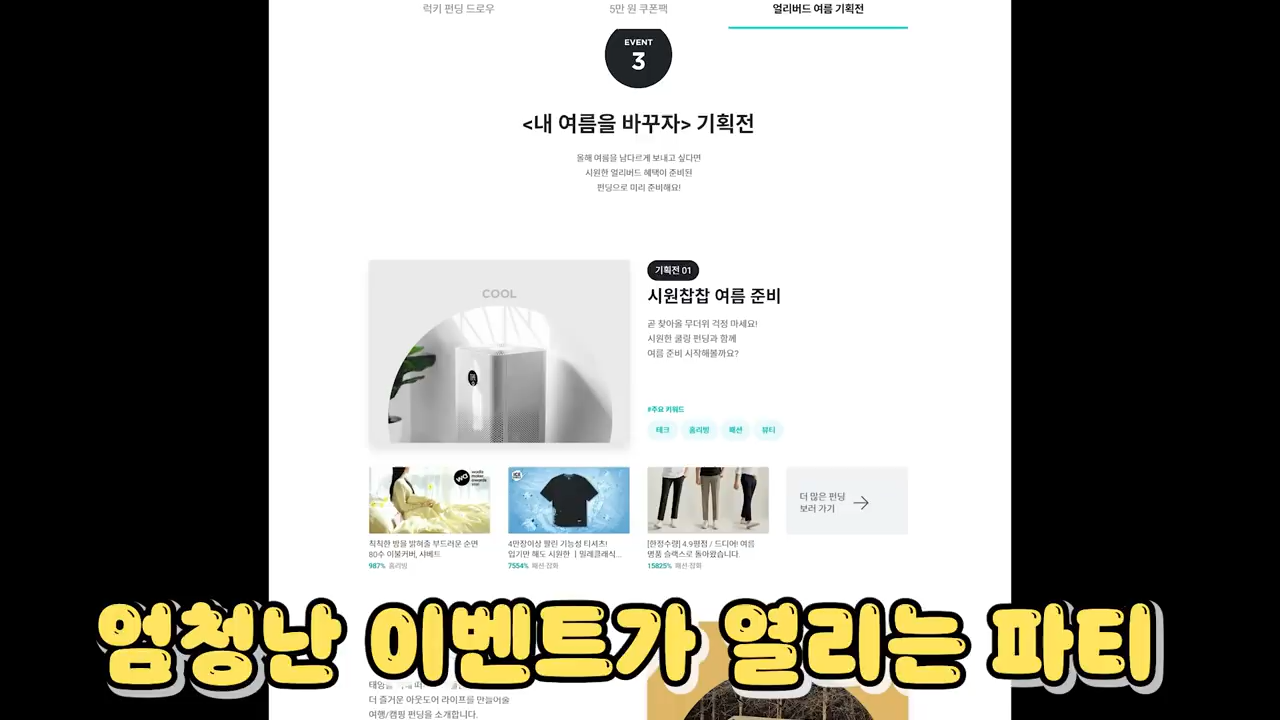 럭키 펀딩 드로우
5만 원 쿠폰팩
얼리버드 여름 기획전
EVENT
3
<내 여름을 바꾸자> 기획전
올해 여름을 남다르게 보내고 싶다면
시원한 얼리버드 혜택이 준비된
펀딩으로 미리 준비해요!
COOL
기획전 01
시원찹찹 여름 준비
곧 찾아올 무더위 걱정 마세요!
시원한 쿨링 펀딩과 함께
여름 준비 시작해볼까요?
#주요 키워드
테크
홈리빙
패션
뷰티
칙칙한 방을 밝혀줄 부드러운 순면
80수 이불커버, 샤베트
987% 홈리빙
4만장이상 팔린 기능성 티셔츠!
입기만 해도 시원한 ㅣ밀레클래식...
7554% 패션·잡화
[한정수량] 4.9평점 / 드디어! 여름
명품 슬랙스로 돌아왔습니다.
15825% 패션·잡화
더 많은 펀딩
보러 가기
엄청난 이벤트가 열리는 파티
더 즐거운 아웃도어 라이프를 만들어줄
여행/캠핑 펀딩을 소개합니다.